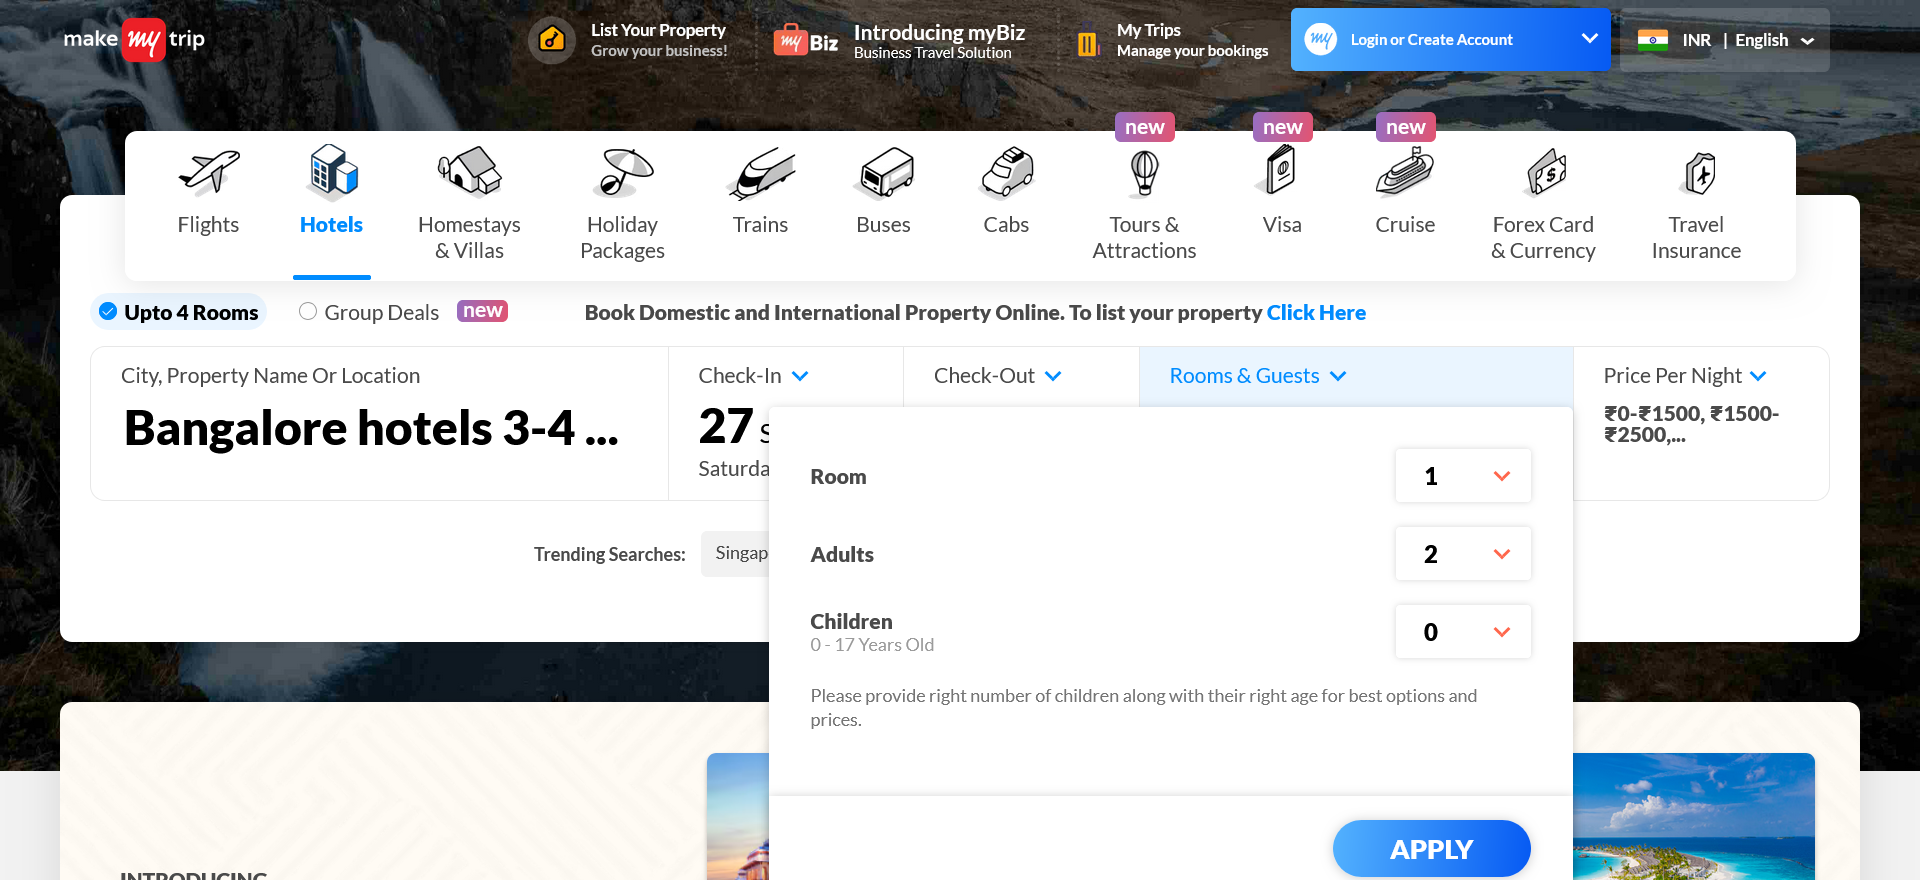 make my trip
List Your Property
Grow your business!
my Biz
Introducing myBiz
Business Travel Solution
My Trips
Manage your bookings
my
Login or Create Account
INR | English
new
new
new
Flights
Hotels
Homestays
& Villas
Holiday
Packages
Trains
Buses
Cabs
Tours &
Attractions
Visa
Cruise
Forex Card
& Currency
Travel
Insurance
Upto 4 Rooms
Group Deals
new
Book Domestic and International Property Online. To list your property Click Here
City, Property Name Or Location
Bangalore hotels 3-4 ...
Check-In
27 S
Saturda
Check-Out
Rooms & Guests
Price Per Night
₹0-₹1500, ₹1500-
₹2500,...
Room
1
Adults
2
Children
0 - 17 Years Old
0
Please provide right number of children along with their right age for best options and
prices.
APPLY
Trending Searches:
Singap
INTRODUCING